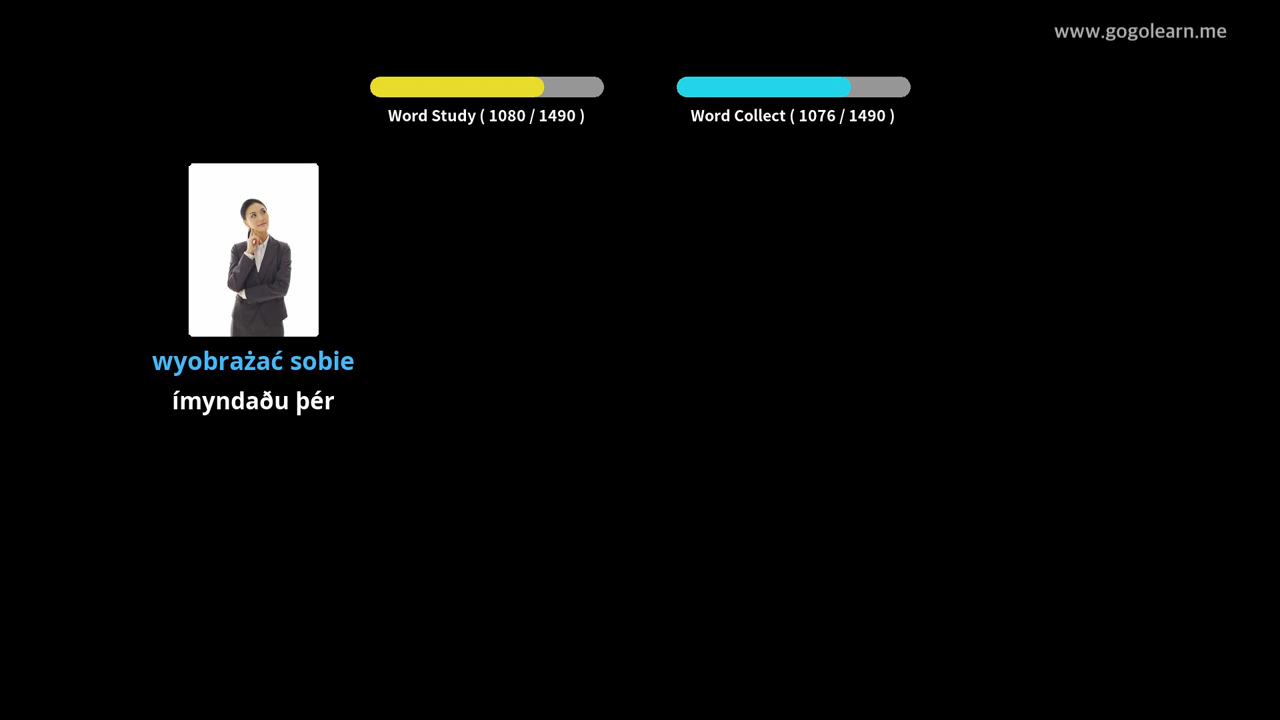 www.gogolearn.me
Word Study ( 1080 / 1490 )
Word Collect ( 1076 / 1490 )
wyobrażać sobie
ímyndaðu þér